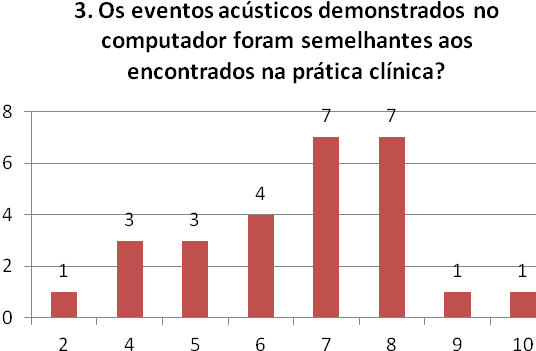 3. Os eventos acústicos demonstrados no
computador foram semelhantes aos
encontrados na prática clínica?
8
7 7
6
4
4
3 3
2
1 1 1
0
2 4 5 6 7 8 9 10